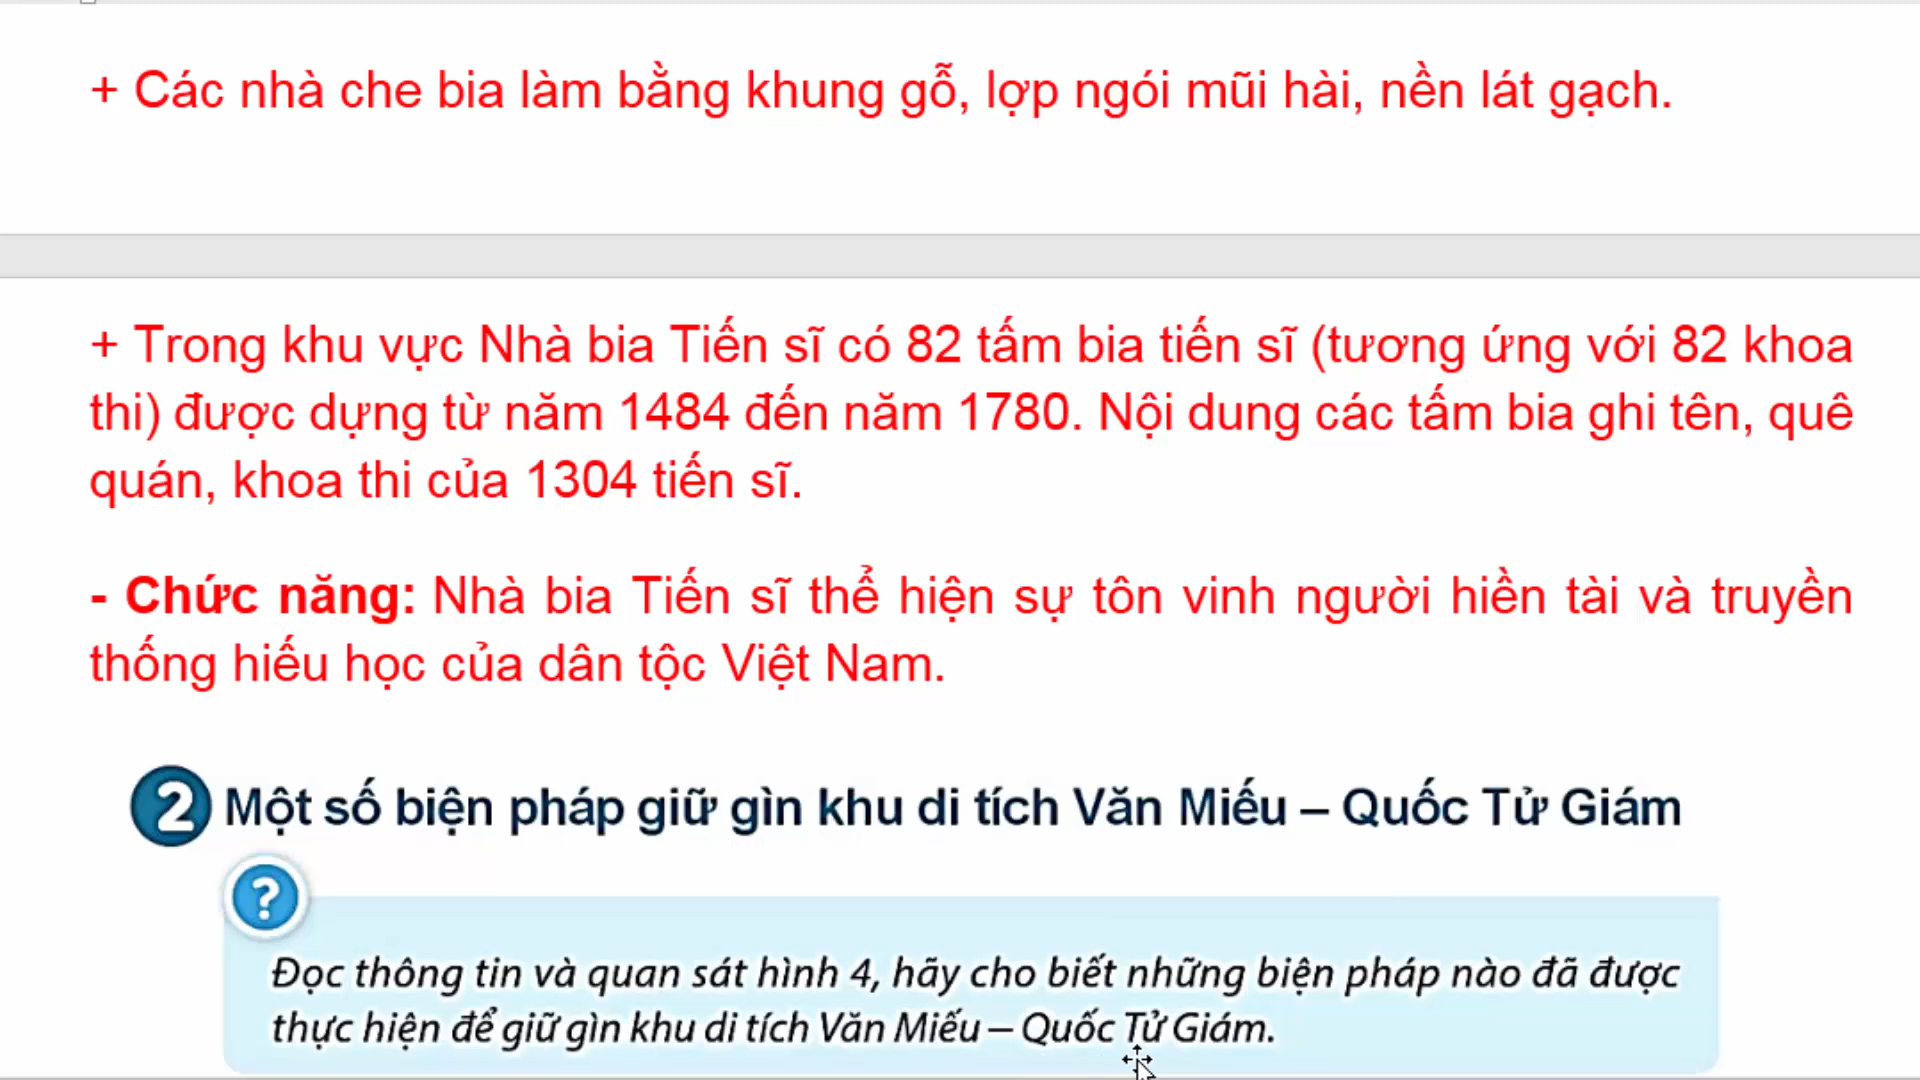 + Các nhà che bia làm bằng khung gỗ, lợp ngói mũi hài, nền lát gạch.
+ Trong khu vực Nhà bia Tiến sĩ có 82 tấm bia tiến sĩ (tương ứng với 82 khoa
thi) được dựng từ năm 1484 đến năm 1780. Nội dung các tấm bia ghi tên, quê
quán, khoa thi của 1304 tiến sĩ.
- Chức năng: Nhà bia Tiến sĩ thể hiện sự tôn vinh người hiền tài và truyền
thống hiếu học của dân tộc Việt Nam.
2 Một số biện pháp giữ gìn khu di tích Văn Miếu – Quốc Tử Giám
?
Đọc thông tin và quan sát hình 4, hãy cho biết những biện pháp nào đã được
thực hiện để giữ gìn khu di tích Văn Miếu – Quốc Tử Giám.